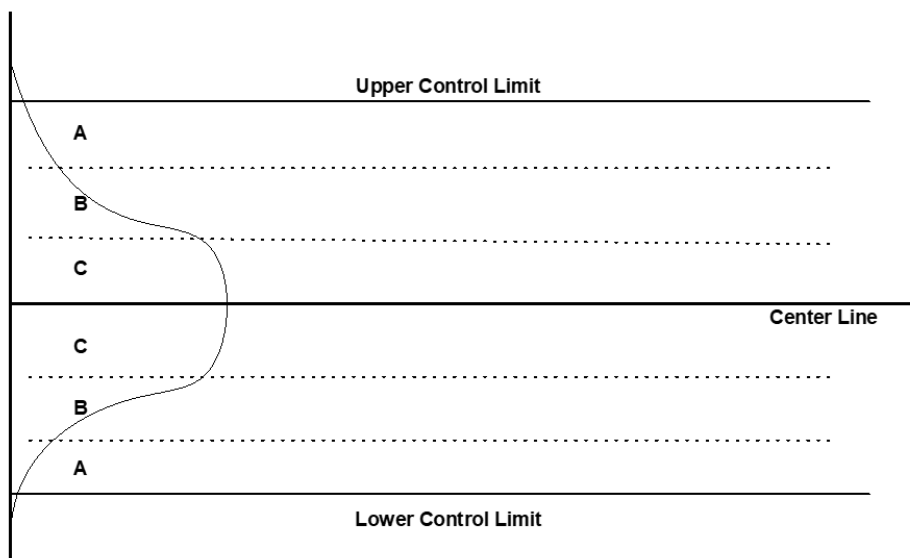 Upper Control Limit
A
B
C
Center Line
C
B
A
Lower Control Limit